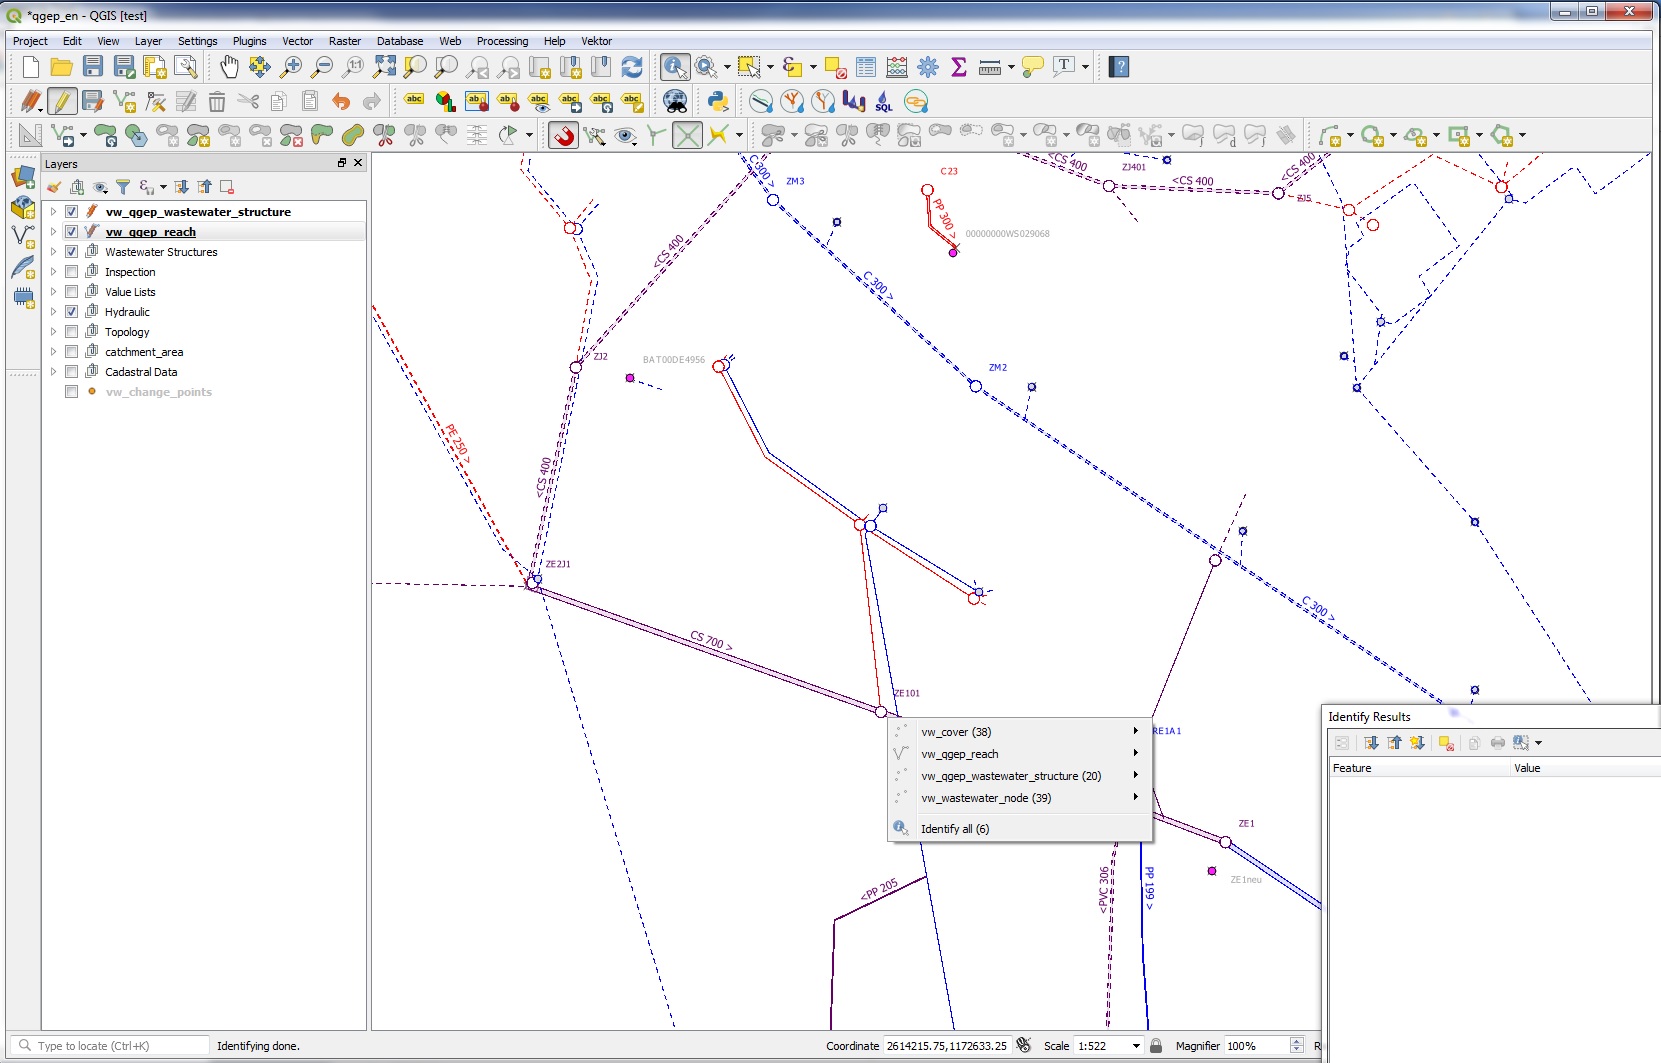 *qgep_en - QGIS [test]
Project Edit View Layer Settings Plugins Vector Raster Database Web Processing Help Vektor
Layers
vw_qgep_wastewater_structure
vw_qgep_reach
Wastewater Structures
Inspection
Value Lists
Hydraulic
Topology
catchment_area
Cadastral Data
vw_change_points
C 300 >
ZM3
C23
<CS 400
ZJ401
<CS 400
<CS 400
ZJ5
PP 300 >
00000000WS029068
<CS 400
C 300 >
ZJ2
BAT00DE4956
ZM2
PE 250 >
<CS 400
ZE2J1
C 300 >
CS 700 >
ZE101
RE1A1
vw_cover (38)
vw_qgep_reach
vw_qgep_wastewater_structure (20)
vw_wastewater_node (39)
Identify all (6)
ZE1
ZE1neu
<PP 205
<PVC 306
PP 199 >
Identify Results
Feature Value
Type to locate (Ctrl+K)
Identifying done.
Coordinate 2614215.75,1172633.25
Scale 1:522
Magnifier 100%
R